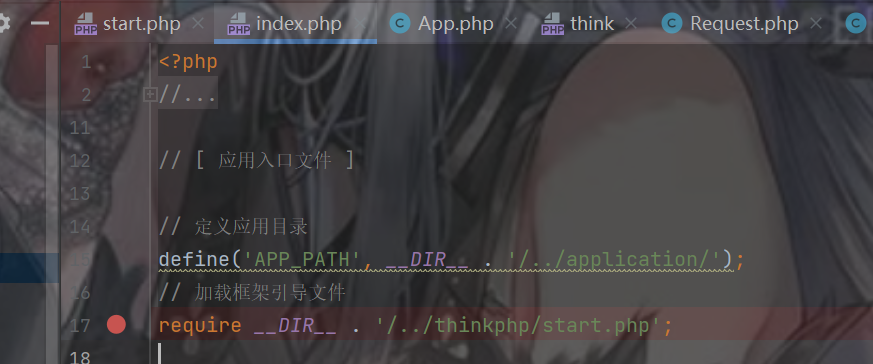 start.php index.php App.php think Request.php
1 <?php
2 //...
11
12 // [ 应用入口文件 ]
13
14 // 定义应用目录
15 define('APP_PATH', __DIR__ . '/../application/');
16 // 加载框架引导文件
17 require __DIR__ . '/../thinkphp/start.php';
18